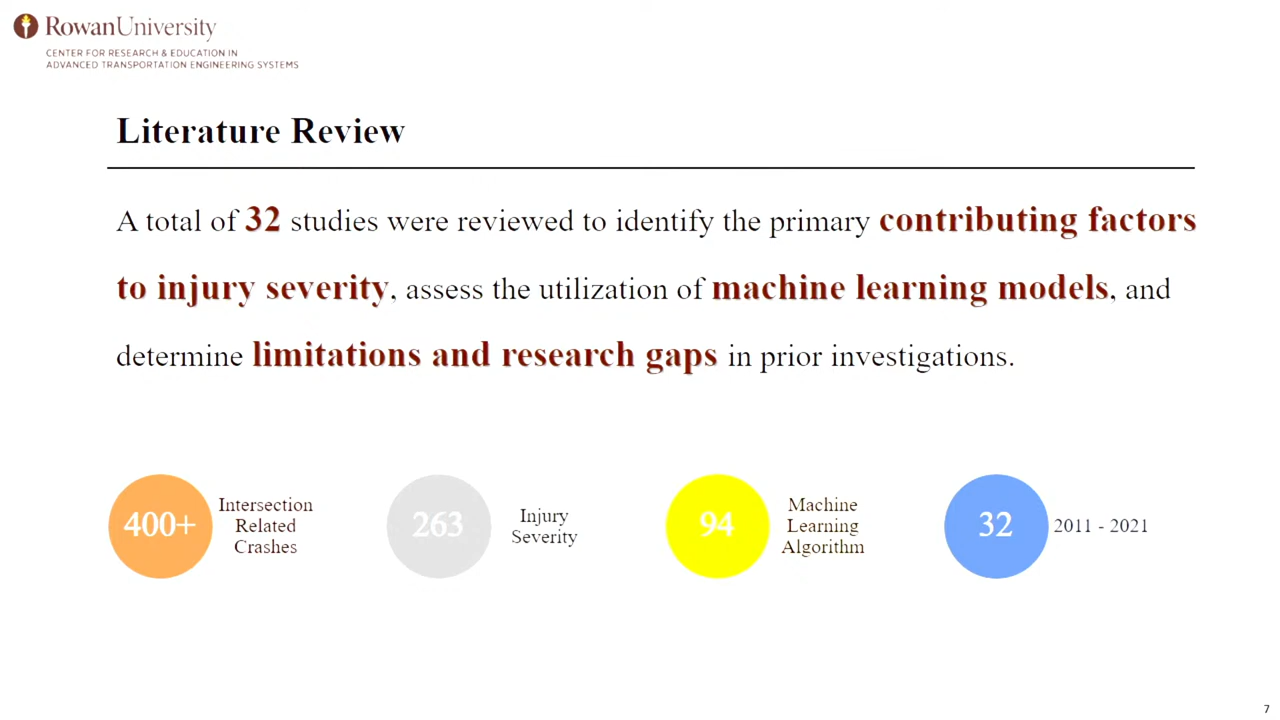 RowanUniversity
CENTER FOR RESEARCH & EDUCATION IN
ADVANCED TRANSPORTATION ENGINEERING SYSTEMS
Literature Review
A total of 32 studies were reviewed to identify the primary contributing factors
to injury severity, assess the utilization of machine learning models, and
determine limitations and research gaps in prior investigations.
400+
Intersection
Related
Crashes
263
Injury
Severity
94
Machine
Learning
Algorithm
32
2011 - 2021
7